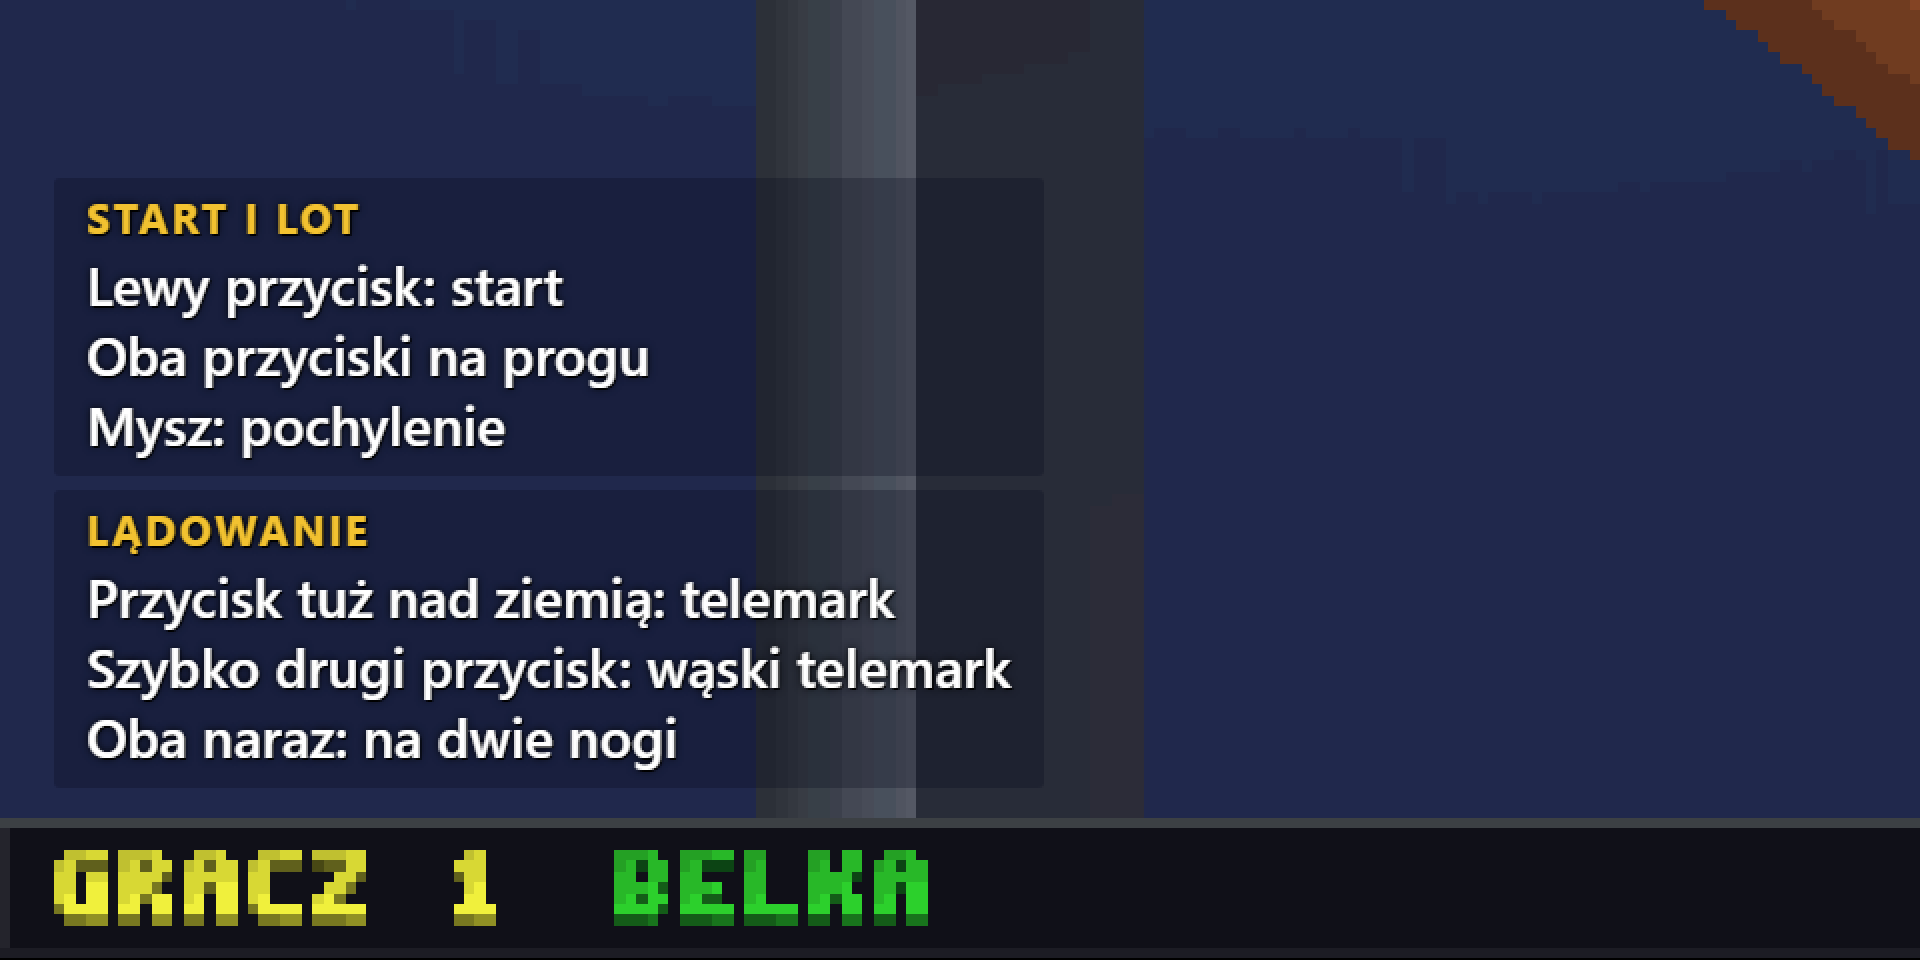 START I LOT
Lewy przycisk: start
Oba przyciski na progu
Mysz: pochylenie
LĄDOWANIE
Przycisk tuż nad ziemią: telemark
Szybko drugi przycisk: wąski telemark
Oba naraz: na dwie nogi
GRACZ 1 BELKA